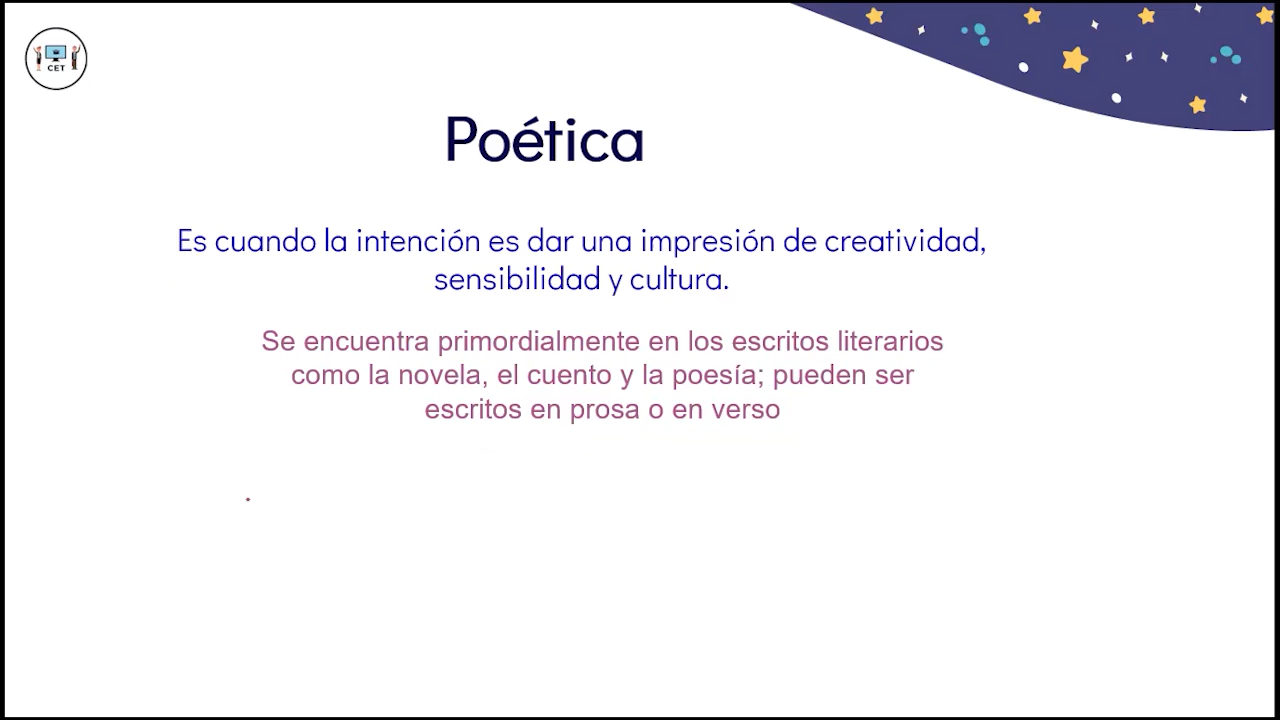 CET
Poética
Es cuando la intención es dar una impresión de creatividad,
sensibilidad y cultura.
Se encuentra primordialmente en los escritos literarios
como la novela, el cuento y la poesía; pueden ser
escritos en prosa o en verso
.